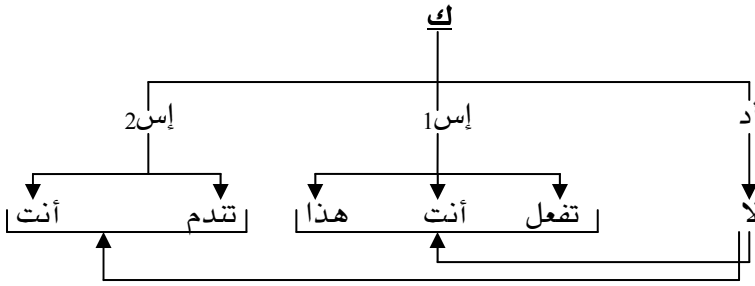 ك
أد إس1 إس2
لا تفعل أنت هذا تندم أنت